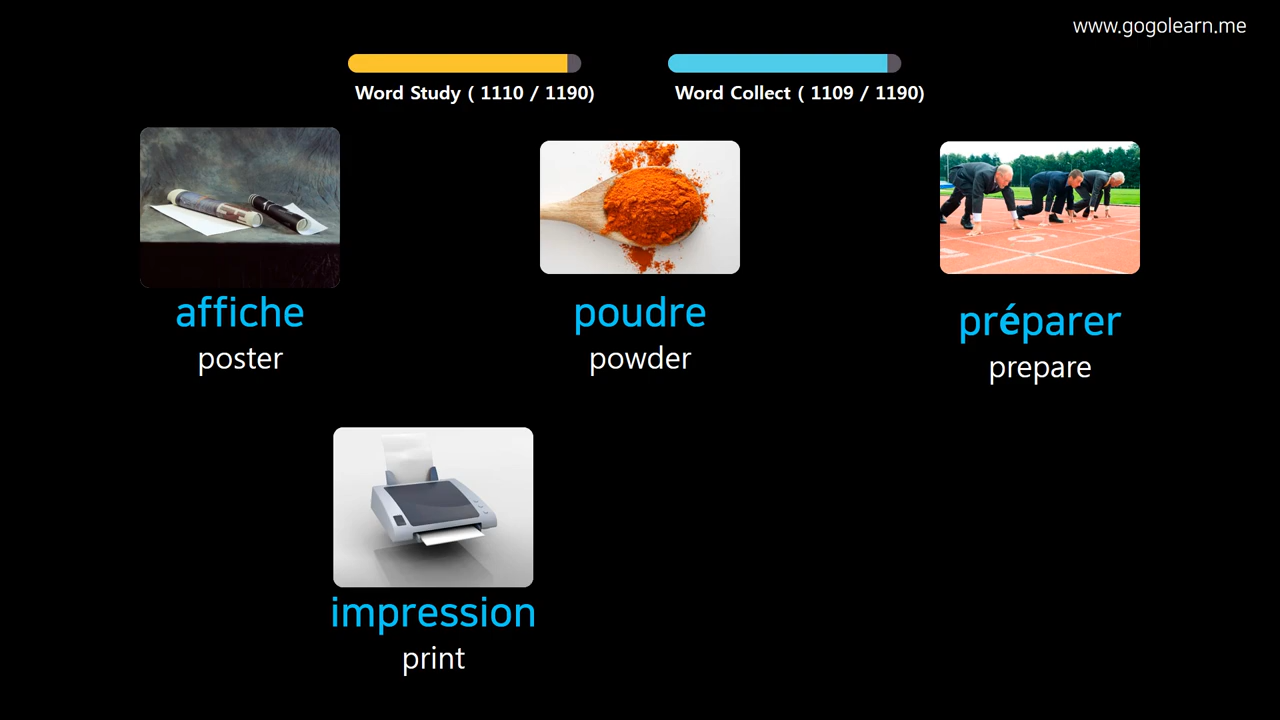 www.gogolearn.me
Word Study ( 1110 / 1190)
Word Collect ( 1109 / 1190)
affiche
poster
poudre
powder
préparer
prepare
impression
print